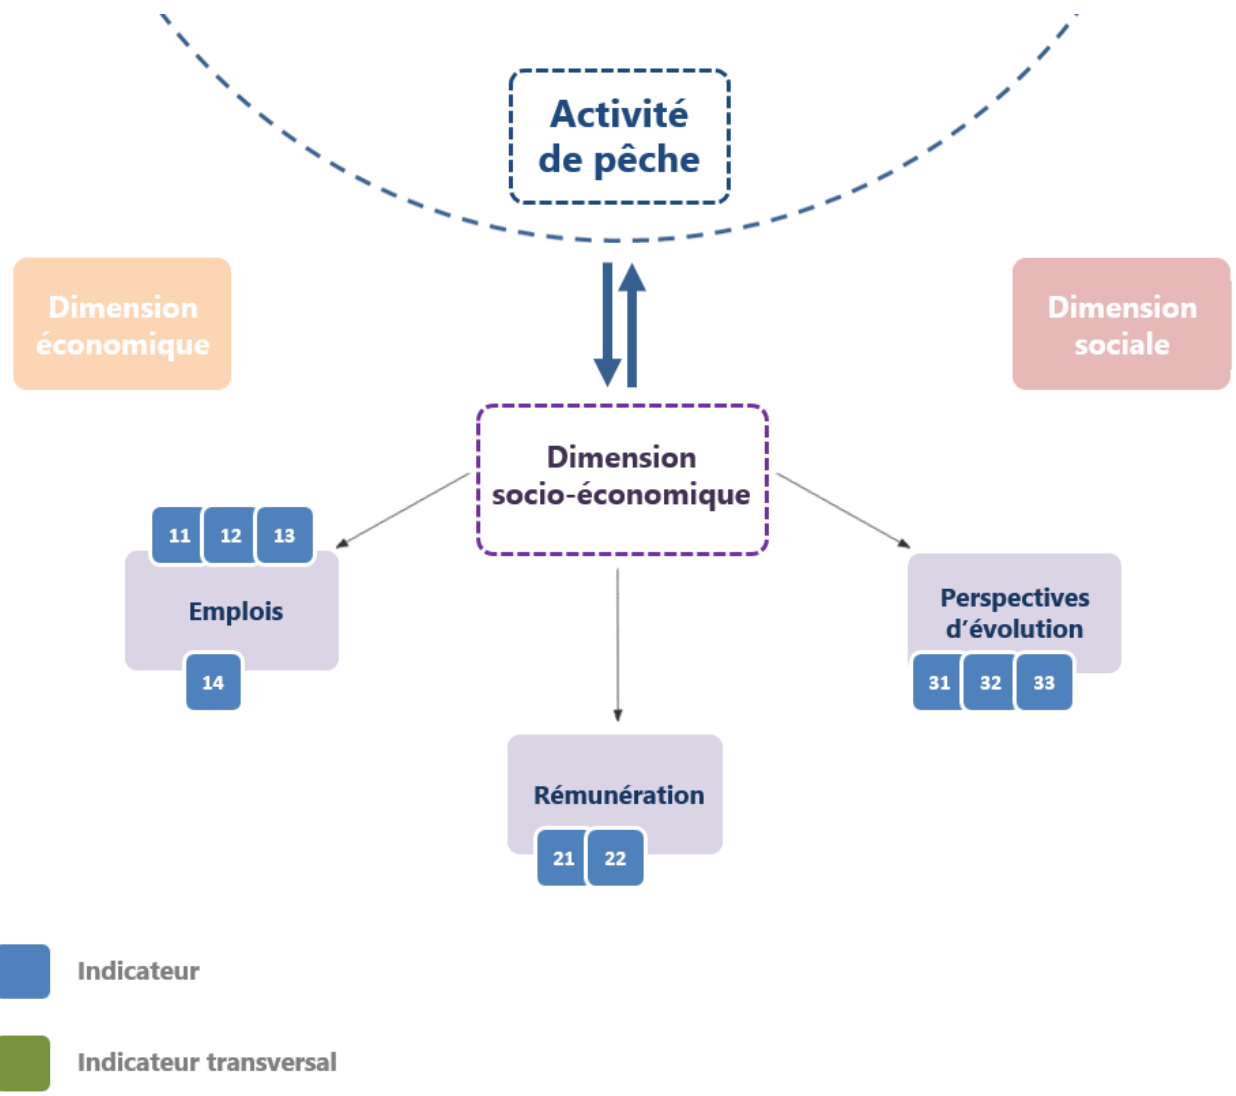 Activité
de pêche
Dimension
économique
Dimension
sociale
Dimension
socio-économique
11 12 13
Emplois
14
Perspectives
d’évolution
31 32 33
Rémunération
21 22
Indicateur
Indicateur transversal